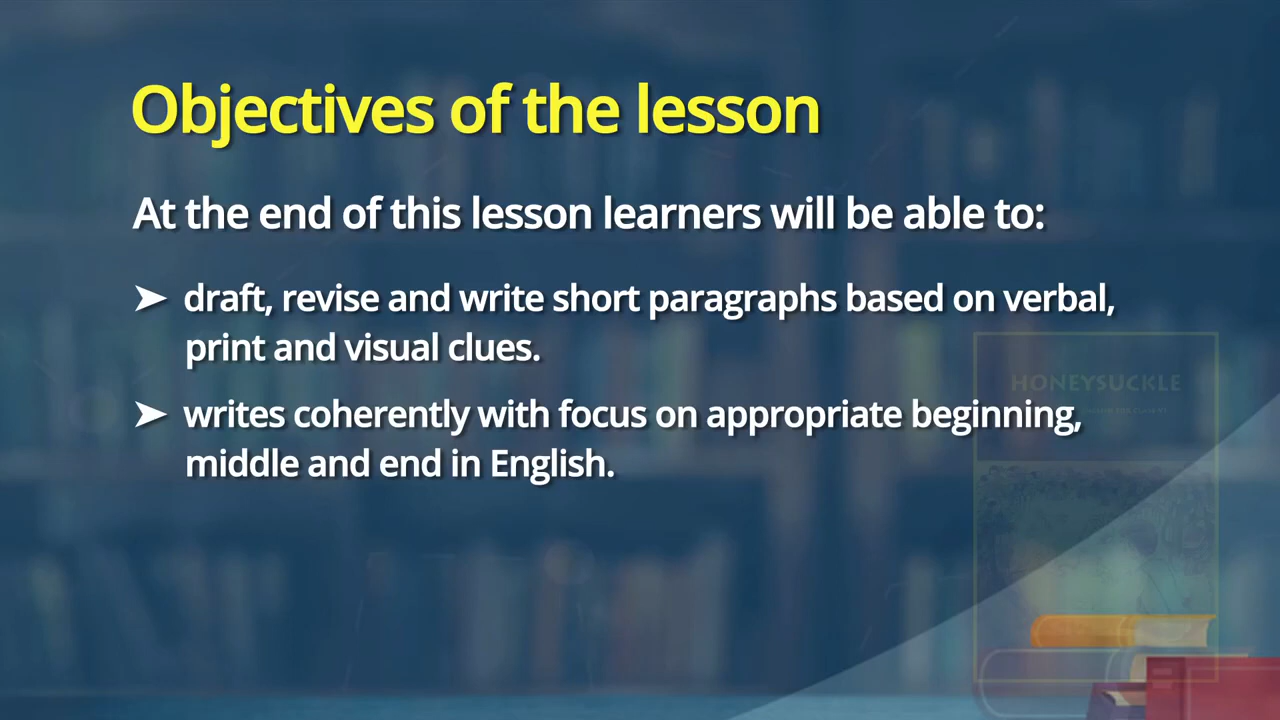 Objectives of the lesson
At the end of this lesson learners will be able to:
➤ draft, revise and write short paragraphs based on verbal,
print and visual clues.
➤ writes coherently with focus on appropriate beginning,
middle and end in English.
HONEYSUCKLE